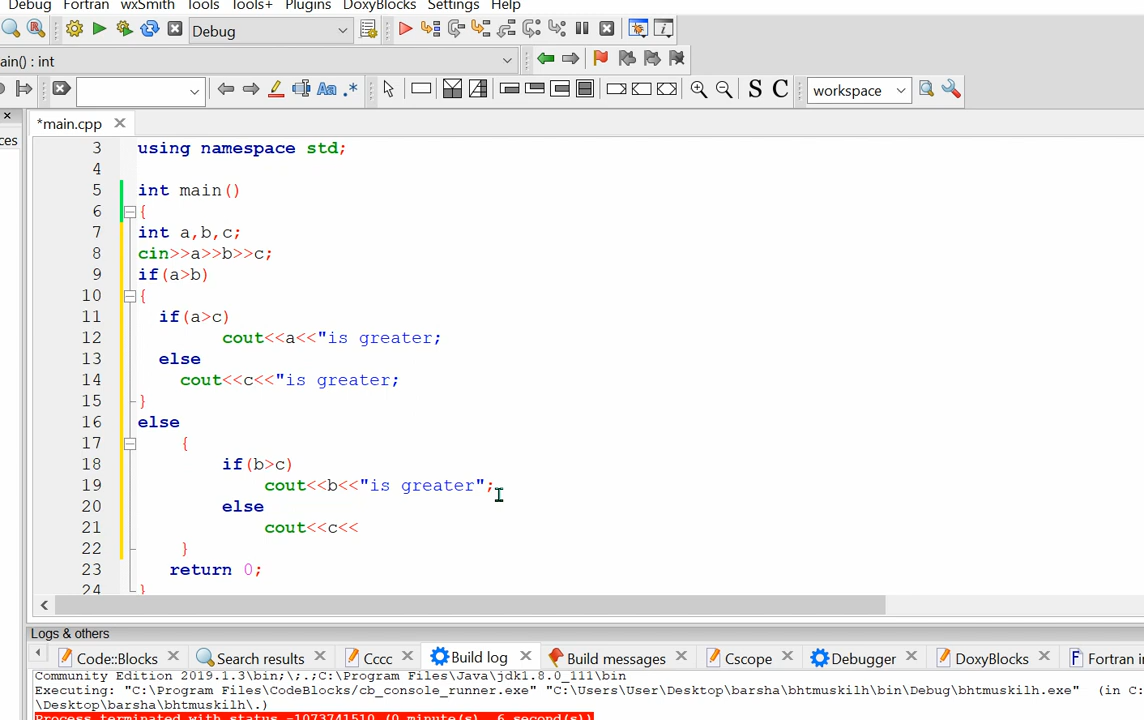 Debug Fortran wxSmith Tools Tools+ Plugins DoxyBlocks Settings Help
Debug
ain() : int
Aa .* S C workspace
*main.cpp
ces
3 using namespace std;
4
5 int main()
6 {
7 int a,b,c;
8 cin>>a>>b>>c;
9 if(a>b)
10 {
11 if(a>c)
12 cout<<a<<"is greater;
13 else
14 cout<<c<<"is greater;
15 }
16 else
17 {
18 if(b>c)
19 cout<<b<<"is greater";
20 else
21 cout<<c<<
22 }
23 return 0;
24 }
Logs & others
Code::Blocks Search results Cccc Build log Build messages Cscope Debugger DoxyBlocks Fortran in
Community Edition 2019.1.3\bin;\;.;C:\Program Files\Java\jdk1.8.0_111\bin
Executing: "C:\Program Files\CodeBlocks/cb_console_runner.exe" "C:\Users\User\Desktop\barsha\bhtmuskilh\bin\Debug\bhtmuskilh.exe" (in C:
\Desktop\barsha\bhtmuskilh\.)
Process terminated with status -1073741510 (0 minute(s), 6 second(s))